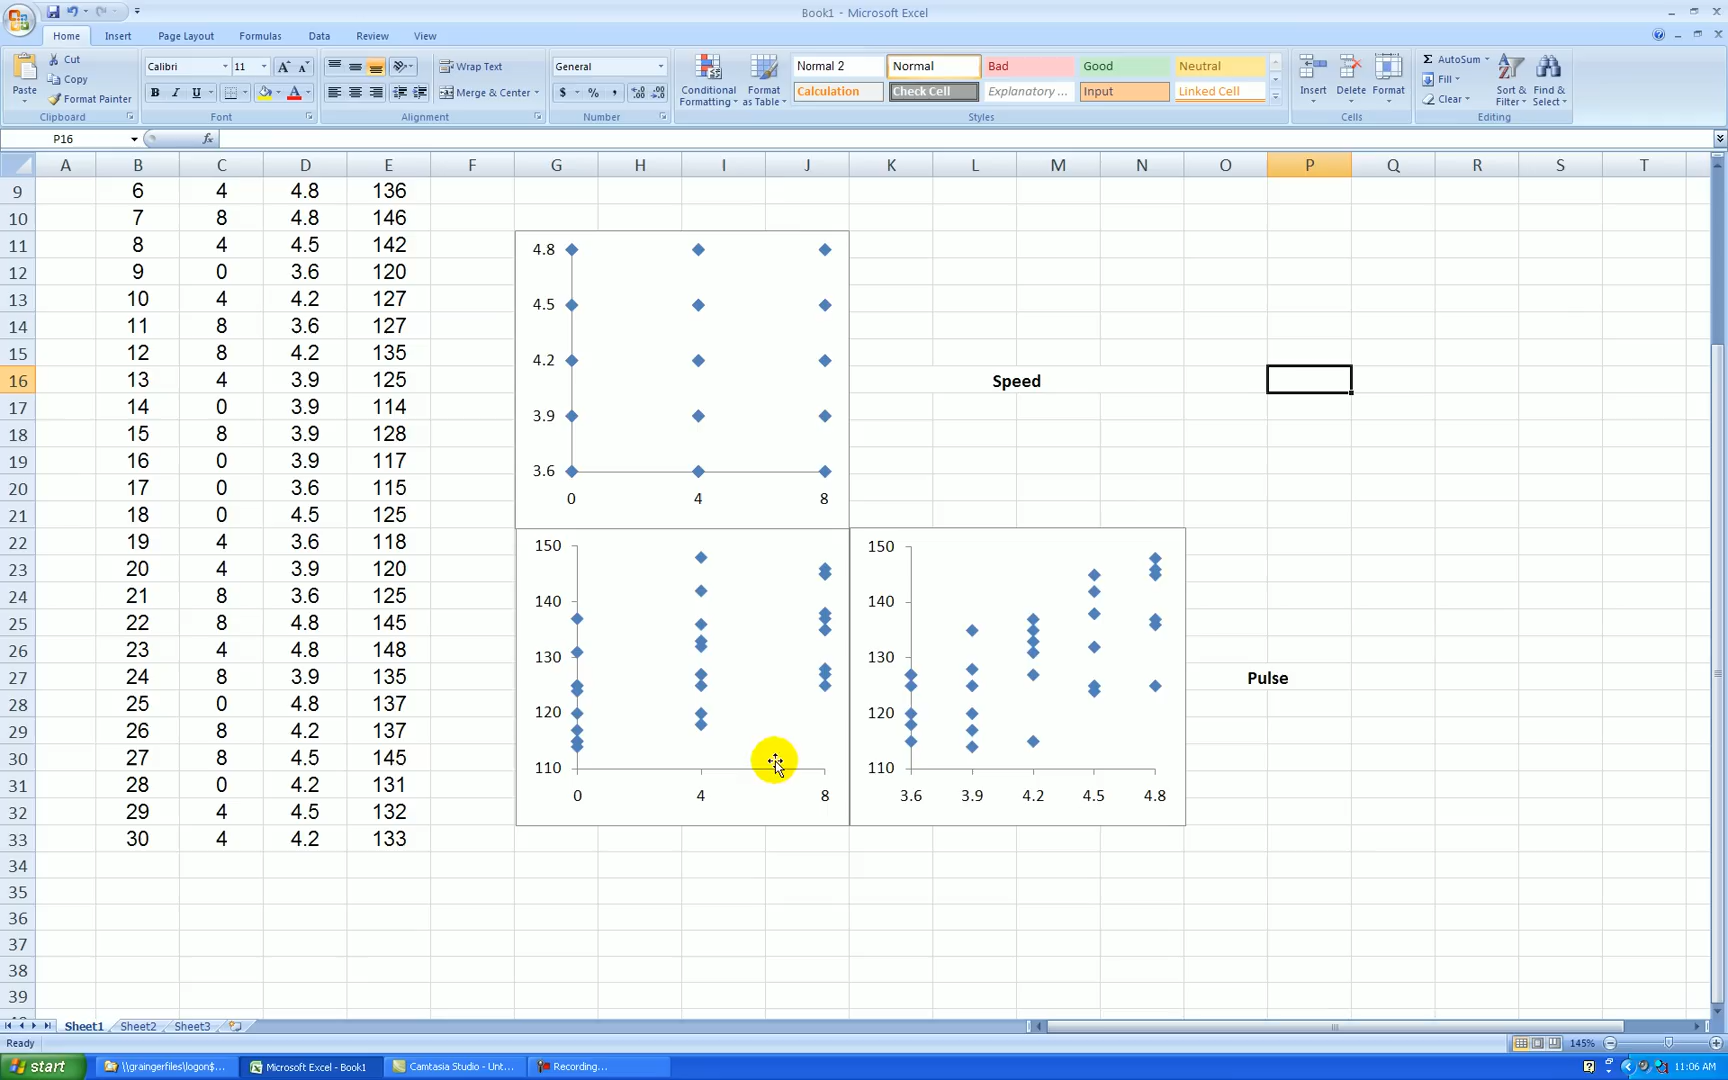 Book1 - Microsoft Excel
Home Insert Page Layout Formulas Data Review View
Paste
Cut
Copy
Format Painter
Clipboard
Calibri 11
B I U
Font
Wrap Text
Merge & Center
Alignment
General
$ % ,
Number
Conditional Formatting
Format as Table
Normal 2 Normal Bad Good Neutral
Calculation Check Cell Explanatory ... Input Linked Cell
Styles
Insert Delete Format
Cells
AutoSum
Fill
Clear
Sort & Filter
Find & Select
Editing
P16
fx
A B C D E F G H I J K L M N O P Q R S T
9 6 4 4.8 136
10 7 8 4.8 146
11 8 4 4.5 142
12 9 0 3.6 120
13 10 4 4.2 127
14 11 8 3.6 127
15 12 8 4.2 135
16 13 4 3.9 125
17 14 0 3.9 114
18 15 8 3.9 128
19 16 0 3.9 117
20 17 0 3.6 115
21 18 0 4.5 125
22 19 4 3.6 118
23 20 4 3.9 120
24 21 8 3.6 125
25 22 8 4.8 145
26 23 4 4.8 148
27 24 8 3.9 135
28 25 0 4.8 137
29 26 8 4.2 137
30 27 8 4.5 145
31 28 0 4.2 131
32 29 4 4.5 132
33 30 4 4.2 133
34
35
36
37
38
39
4.8
4.5
4.2
3.9
3.6
0 4 8
Speed
150
140
130
120
110
0 4 8
150
140
130
120
110
3.6 3.9 4.2 4.5 4.8
Pulse
Sheet1 Sheet2 Sheet3
Ready
145%
start
\\graingerfiles\logon$...
Microsoft Excel - Book1
Camtasia Studio - Unt...
Recording...
11:06 AM